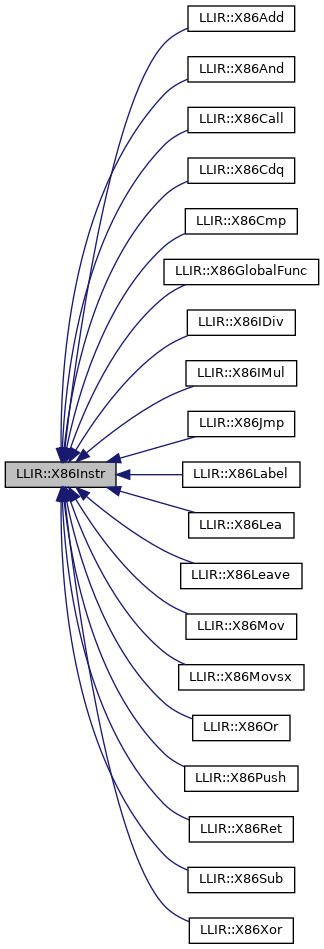 LLIR::X86Add
LLIR::X86And
LLIR::X86Call
LLIR::X86Cdq
LLIR::X86Cmp
LLIR::X86GlobalFunc
LLIR::X86IDiv
LLIR::X86IMul
LLIR::X86Jmp
LLIR::X86Instr
LLIR::X86Label
LLIR::X86Lea
LLIR::X86Leave
LLIR::X86Mov
LLIR::X86Movsx
LLIR::X86Or
LLIR::X86Push
LLIR::X86Ret
LLIR::X86Sub
LLIR::X86Xor